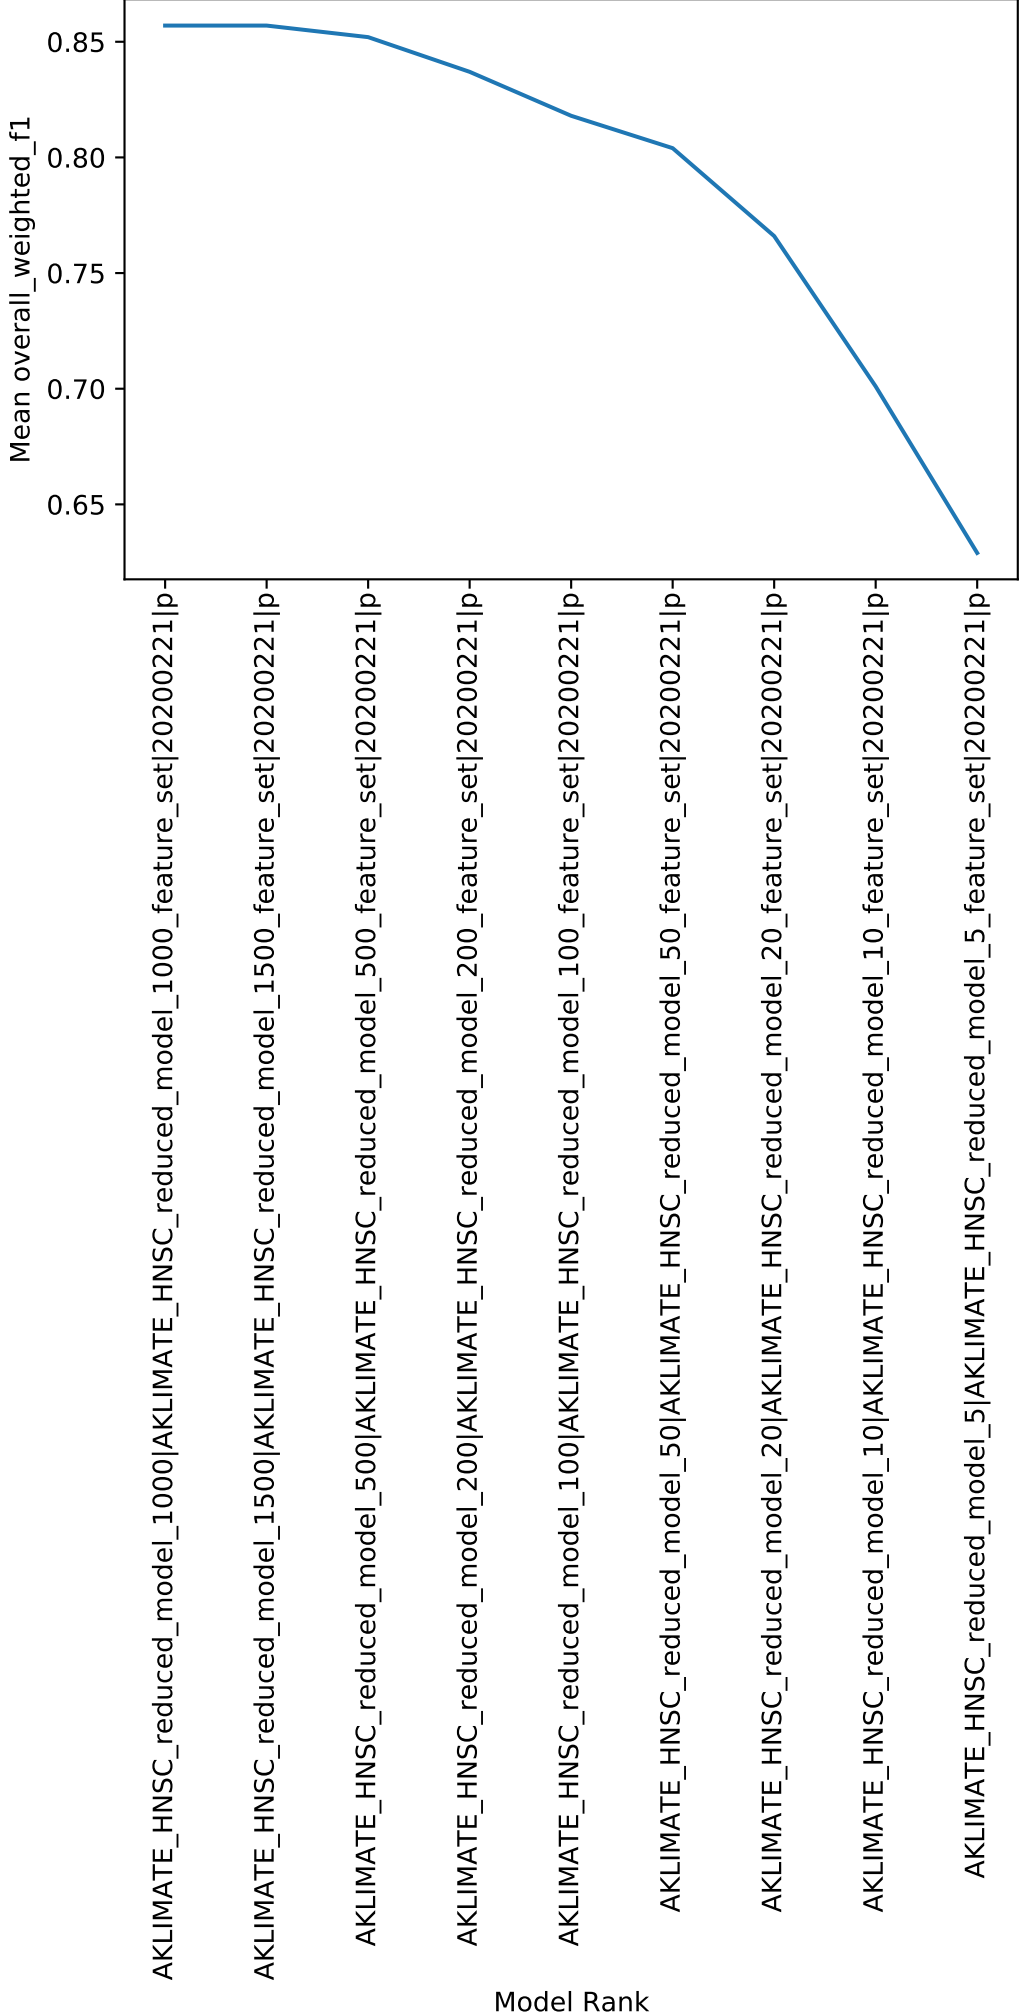 Mean overall_weighted_f1
0.85
0.80
0.75
0.70
0.65
AKLIMATE_HNSC_reduced_model_1000|AKLIMATE_HNSC_reduced_model_1000_feature_set|20200221|p
AKLIMATE_HNSC_reduced_model_1500|AKLIMATE_HNSC_reduced_model_1500_feature_set|20200221|p
AKLIMATE_HNSC_reduced_model_500|AKLIMATE_HNSC_reduced_model_500_feature_set|20200221|p
AKLIMATE_HNSC_reduced_model_200|AKLIMATE_HNSC_reduced_model_200_feature_set|20200221|p
AKLIMATE_HNSC_reduced_model_100|AKLIMATE_HNSC_reduced_model_100_feature_set|20200221|p
AKLIMATE_HNSC_reduced_model_50|AKLIMATE_HNSC_reduced_model_50_feature_set|20200221|p
AKLIMATE_HNSC_reduced_model_20|AKLIMATE_HNSC_reduced_model_20_feature_set|20200221|p
AKLIMATE_HNSC_reduced_model_10|AKLIMATE_HNSC_reduced_model_10_feature_set|20200221|p
AKLIMATE_HNSC_reduced_model_5|AKLIMATE_HNSC_reduced_model_5_feature_set|20200221|p
Model Rank